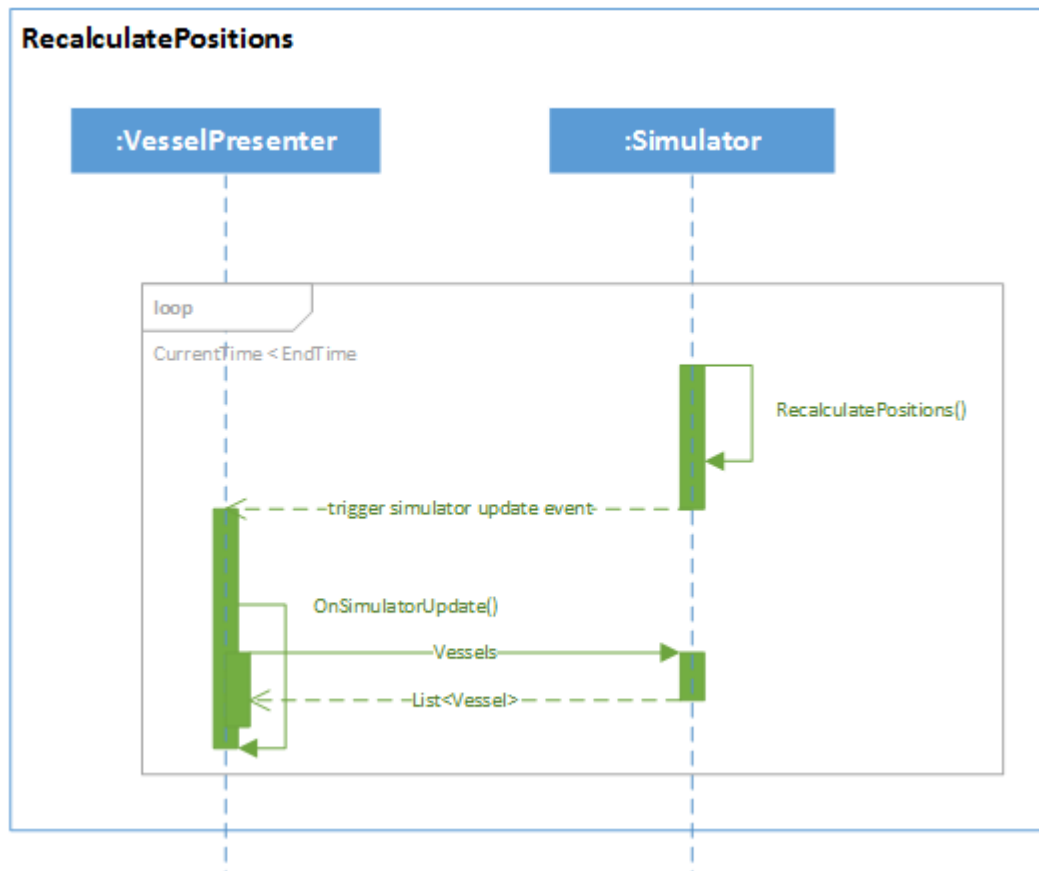 RecalculatePositions
:VesselPresenter
:Simulator
loop
CurrentTime < EndTime
RecalculatePositions()
trigger simulator update event
OnSimulatorUpdate()
Vessels
List<Vessel>